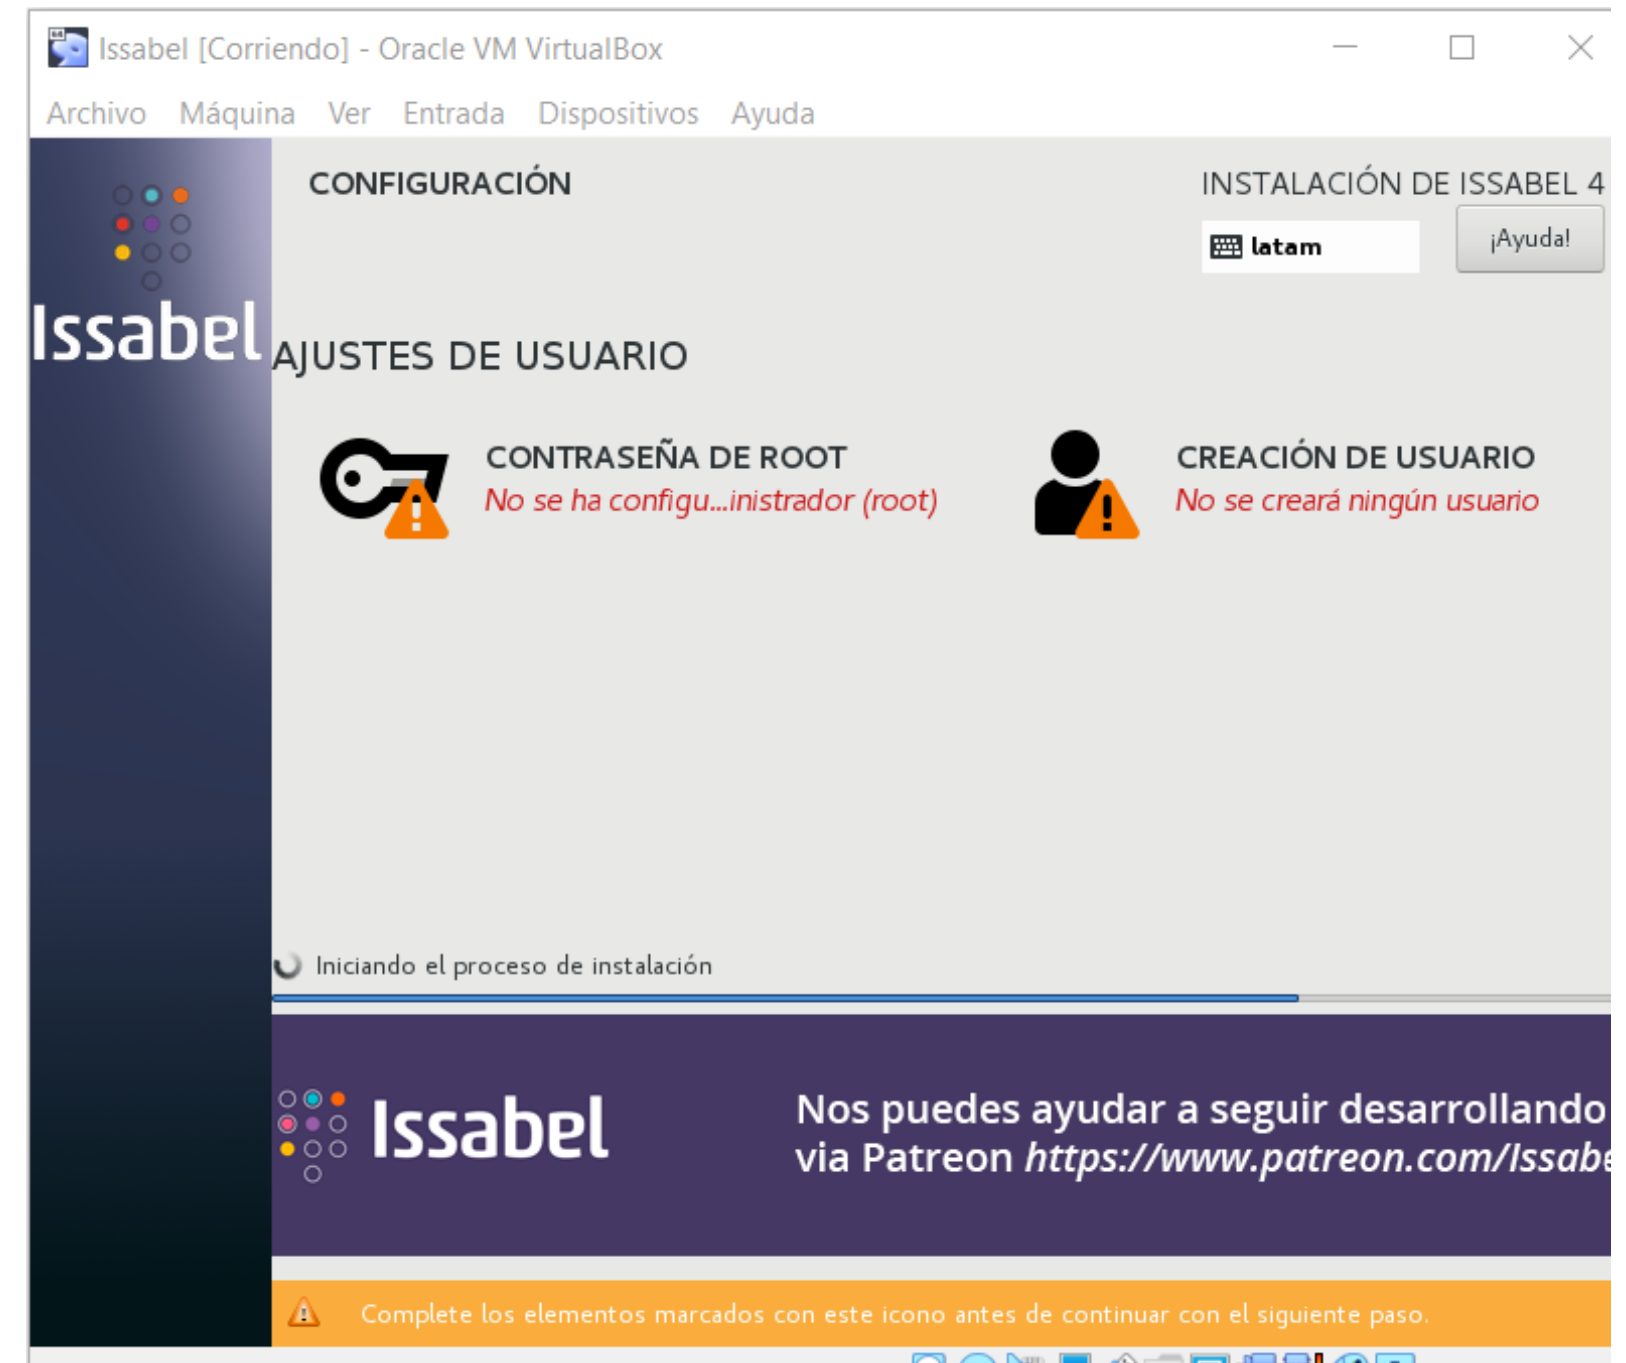 Issabel [Corriendo] - Oracle VM VirtualBox
Archivo Máquina Ver Entrada Dispositivos Ayuda
Issabel
CONFIGURACIÓN
INSTALACIÓN DE ISSABEL 4
latam
¡Ayuda!
AJUSTES DE USUARIO
CONTRASEÑA DE ROOT
No se ha configu...inistrador (root)
CREACIÓN DE USUARIO
No se creará ningún usuario
Iniciando el proceso de instalación
Issabel
Nos puedes ayudar a seguir desarrollando
via Patreon https://www.patreon.com/Issabe
Complete los elementos marcados con este icono antes de continuar con el siguiente paso.